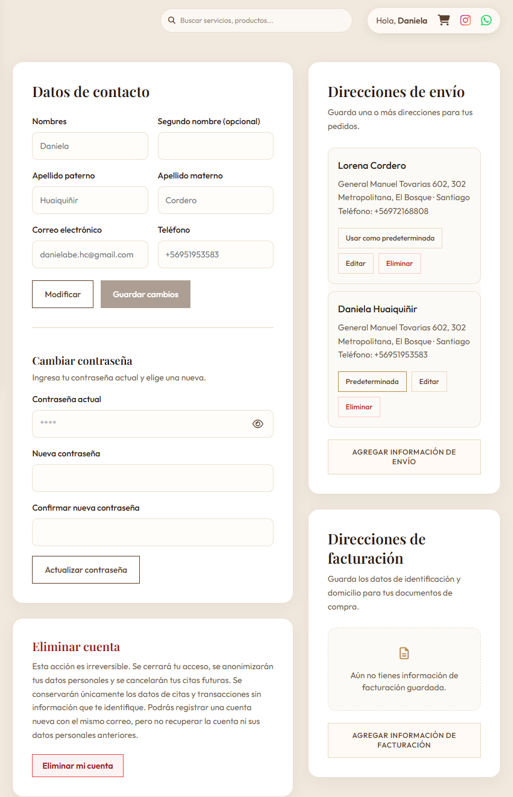 Buscar servicios, productos...
Hola, Daniela
Datos de contacto
Nombres
Segundo nombre (opcional)
Daniela
Apellido paterno
Apellido materno
Huaiquiñir
Cordero
Correo electrónico
Teléfono
danielabe.hc@gmail.com
+56951953583
Modificar
Guardar cambios
Cambiar contraseña
Ingresa tu contraseña actual y elige una nueva.
Contraseña actual
****
Nueva contraseña
Confirmar nueva contraseña
Actualizar contraseña
Eliminar cuenta
Esta acción es irreversible. Se cerrará tu acceso, se anonimizarán
tus datos personales y se cancelarán tus citas futuras. Se
conservarán únicamente los datos de citas y transacciones sin
información que te identifique. Podrás registrar una cuenta
nueva con el mismo correo, pero no recuperar la cuenta ni sus
datos personales anteriores.
Eliminar mi cuenta
Direcciones de envío
Guarda una o más direcciones para tus
pedidos.
Lorena Cordero
General Manuel Tovarias 602, 302
Metropolitana, El Bosque · Santiago
Teléfono: +56972168808
Usar como predeterminada
Editar
Eliminar
Daniela Huaiquiñir
General Manuel Tovarias 602, 302
Metropolitana, El Bosque · Santiago
Teléfono: +56951953583
Predeterminada
Editar
Eliminar
AGREGAR INFORMACIÓN DE
ENVÍO
Direcciones de
facturación
Guarda los datos de identificación y
domicilio para tus documentos de
compra.
Aún no tienes información de
facturación guardada.
AGREGAR INFORMACIÓN DE
FACTURACIÓN